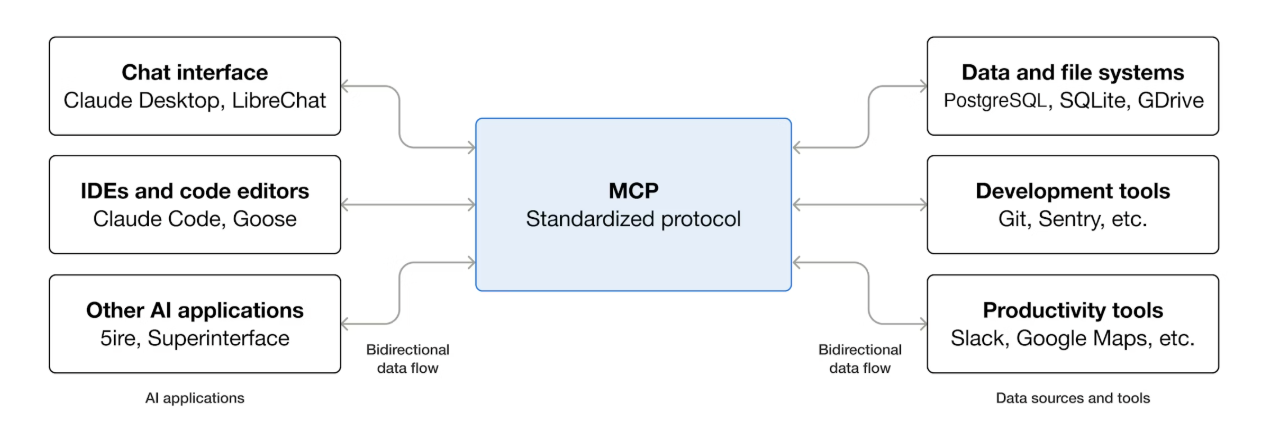 Chat interface
Claude Desktop, LibreChat
IDEs and code editors
Claude Code, Goose
Other AI applications
5ire, Superinterface
AI applications
Bidirectional
data flow
MCP
Standardized protocol
Bidirectional
data flow
Data and file systems
PostgreSQL, SQLite, GDrive
Development tools
Git, Sentry, etc.
Productivity tools
Slack, Google Maps, etc.
Data sources and tools